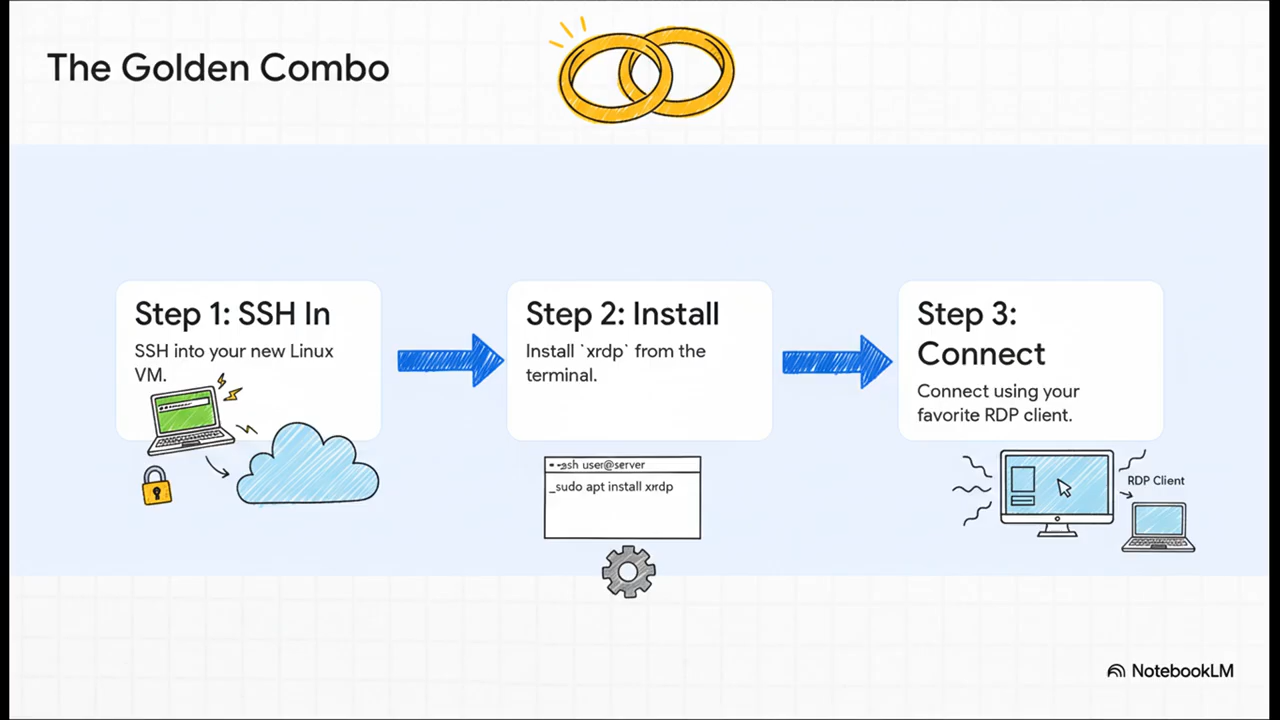 The Golden Combo
Step 1: SSH In
SSH into your new Linux
VM.
Step 2: Install
Install `xrdp` from the
terminal.
ssh user@server
_sudo apt install xrdp
Step 3:
Connect
Connect using your
favorite RDP client.
RDP Client
NotebookLM